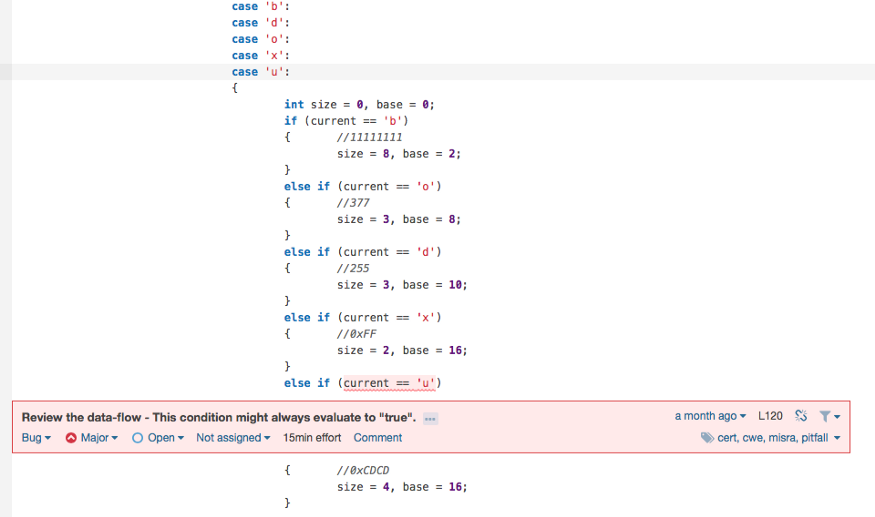 case 'b':
case 'd':
case 'o':
case 'x':
case 'u':
{
int size = 0, base = 0;
if (current == 'b')
{ //11111111
size = 8, base = 2;
}
else if (current == 'o')
{ //377
size = 3, base = 8;
}
else if (current == 'd')
{ //255
size = 3, base = 10;
}
else if (current == 'x')
{ //0xFF
size = 2, base = 16;
}
else if (current == 'u')
Review the data-flow - This condition might always evaluate to "true". ... a month ago L120
Bug Major Open Not assigned 15min effort Comment cert, cwe, misra, pitfall
{ //0xCDCD
size = 4, base = 16;
}